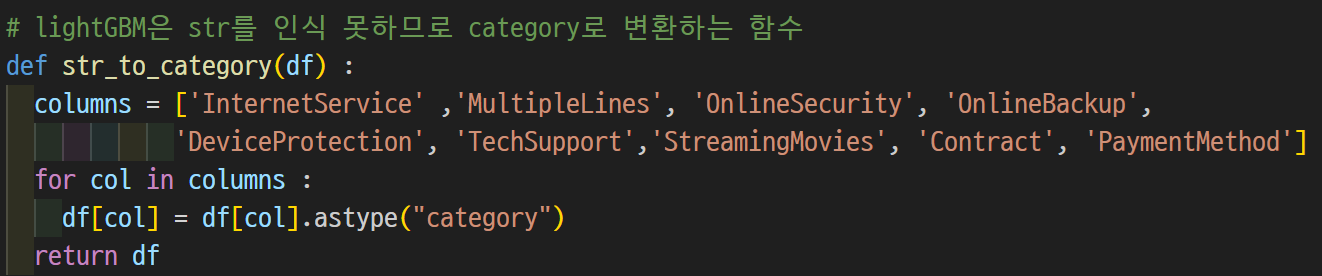 # lightGBM은 str를 인식 못하므로 category로 변환하는 함수
def str_to_category(df) :
columns = ['InternetService' ,'MultipleLines', 'OnlineSecurity', 'OnlineBackup',
'DeviceProtection', 'TechSupport','StreamingMovies', 'Contract', 'PaymentMethod']
for col in columns :
df[col] = df[col].astype("category")
return df